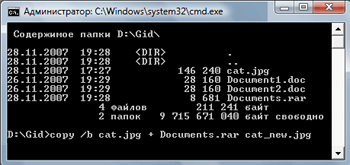 Администратор: C:\Windows\system32\cmd.exe
Содержимое папки D:\Gid\
28.11.2007 19:28 <DIR> .
28.11.2007 19:28 <DIR> ..
28.11.2007 17:27 146 240 cat.jpg
26.11.2007 19:29 28 160 Document1.doc
26.11.2007 19:29 28 160 Document2.doc
28.11.2007 19:28 8 681 Documents.rar
4 файлов 211 241 байт
2 папок 9 715 671 040 байт свободно
D:\Gid>copy /b cat.jpg + Documents.rar cat_new.jpg